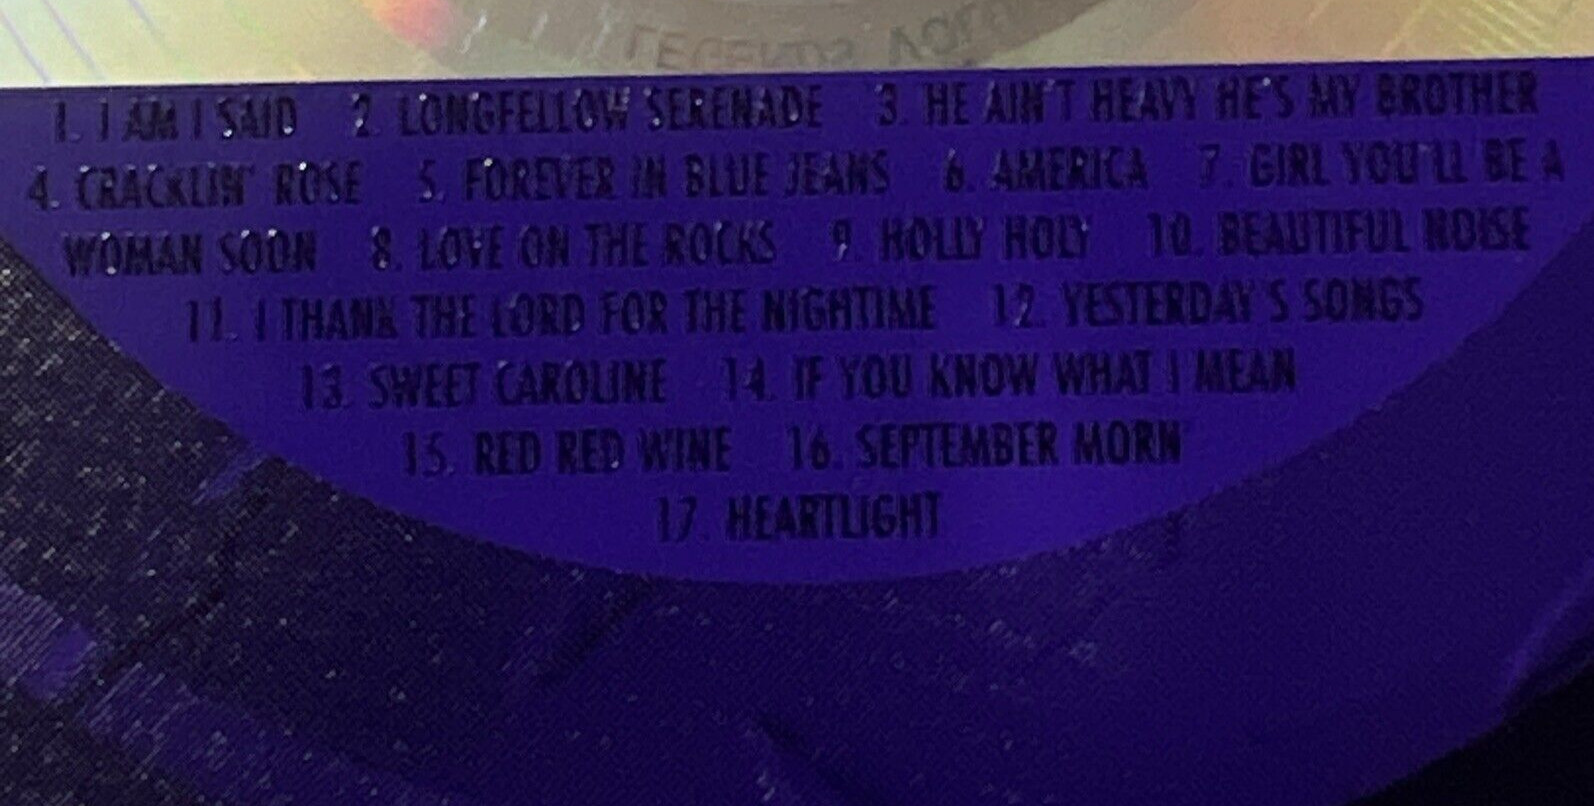 1. I AM I SAID 2. LONGFELLOW SERENADE 3. HE AIN'T HEAVY HE'S MY BROTHER
4. CRACKLIN' ROSE 5. FOREVER IN BLUE JEANS 6. AMERICA 7. GIRL YOU'LL BE A
WOMAN SOON 8. LOVE ON THE ROCKS 9. HOLLY HOLY 10. BEAUTIFUL NOISE
11. I THANK THE LORD FOR THE NIGHTIME 12. YESTERDAY'S SONGS
13. SWEET CAROLINE 14. IF YOU KNOW WHAT I MEAN
15. RED RED WINE 16. SEPTEMBER MORN'
17. HEARTLIGHT